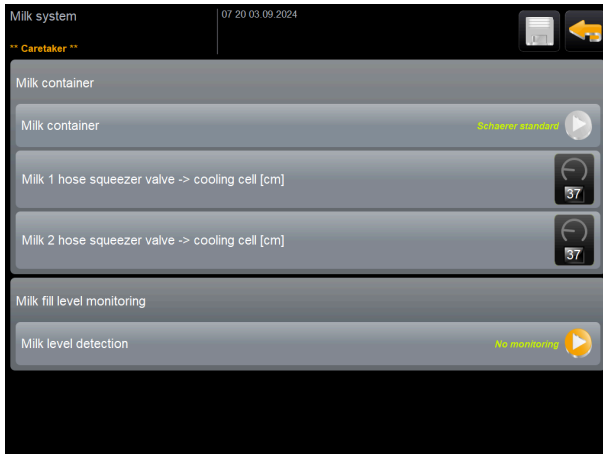 Milk system
07 20 03.09.2024
** Caretaker **
Milk container
Milk container
Schaerer standard
Milk 1 hose squeezer valve -> cooling cell [cm]
37
Milk 2 hose squeezer valve -> cooling cell [cm]
37
Milk fill level monitoring
Milk level detection
No monitoring